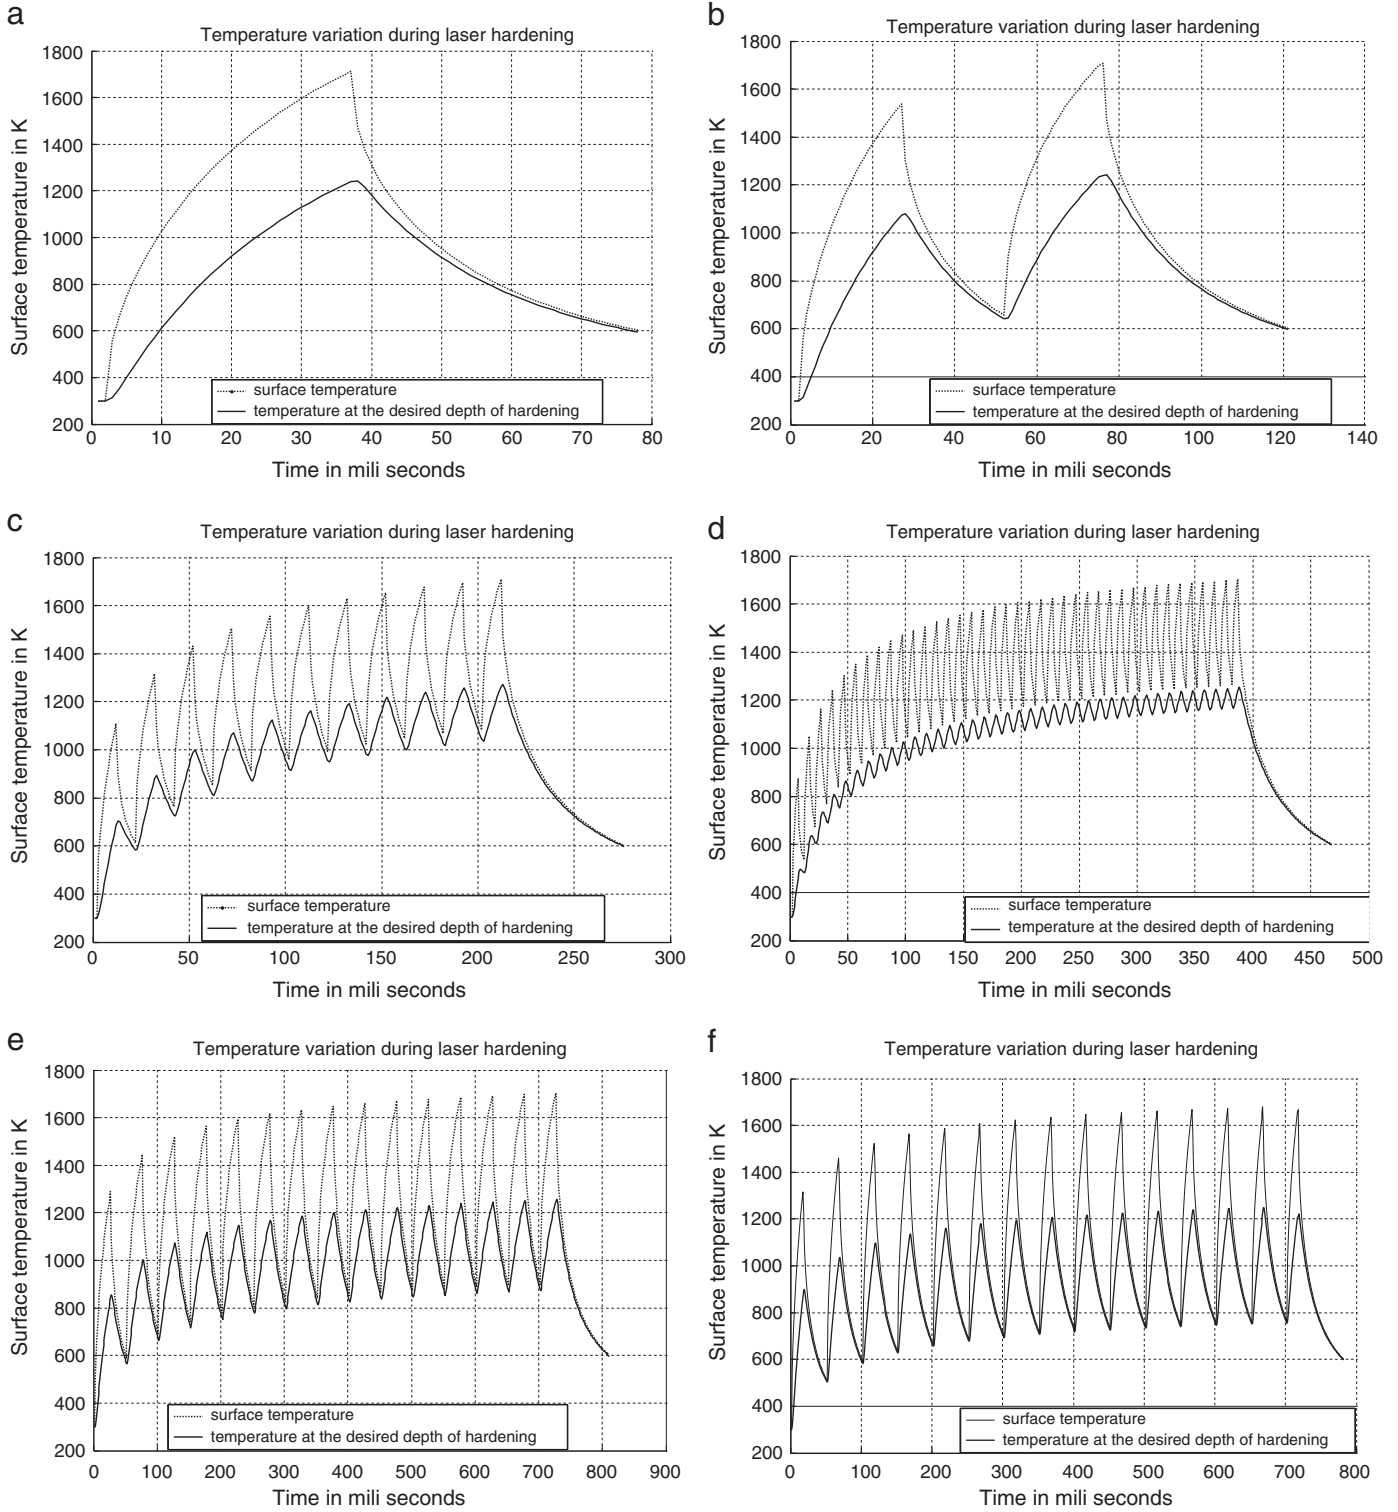 a
Temperature variation during laser hardening
1800
1600
1400
1200
1000
800
600
400
200
0 10 20 30 40 50 60 70 80
Surface temperature in K
Time in mili seconds
surface temperature
temperature at the desired depth of hardening
b
Temperature variation during laser hardening
1800
1600
1400
1200
1000
800
600
400
200
0 20 40 60 80 100 120 140
Surface temperature in K
Time in mili seconds
surface temperature
temperature at the desired depth of hardening
c
Temperature variation during laser hardening
1800
1600
1400
1200
1000
800
600
400
200
0 50 100 150 200 250 300
Surface temperature in K
Time in mili seconds
surface temperature
temperature at the desired depth of hardening
d
Temperature variation during laser hardening
1800
1600
1400
1200
1000
800
600
400
200
0 50 100 150 200 250 300 350 400 450 500
Surface temperature in K
Time in mili seconds
surface temperature
temperature at the desired depth of hardening
e
Temperature variation during laser hardening
1800
1600
1400
1200
1000
800
600
400
200
0 100 200 300 400 500 600 700 800 900
Surface temperature in K
Time in mili seconds
surface temperature
temperature at the desired depth of hardening
f
Temperature variation during laser hardening
1800
1600
1400
1200
1000
800
600
400
200
0 100 200 300 400 500 600 700 800
Surface temperature in K
Time in mili seconds
surface temperature
temperature at the desired depth of hardening